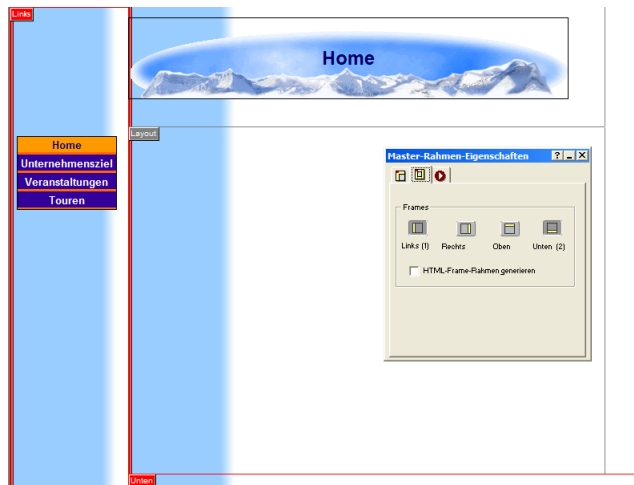 Links
Home
Layout
Home
Unternehmensziel
Veranstaltungen
Touren
Master-Rahmen-Eigenschaften
Frames
Links (1) Rechts Oben Unten (2)
HTML-Frame-Rahmen generieren
Unten